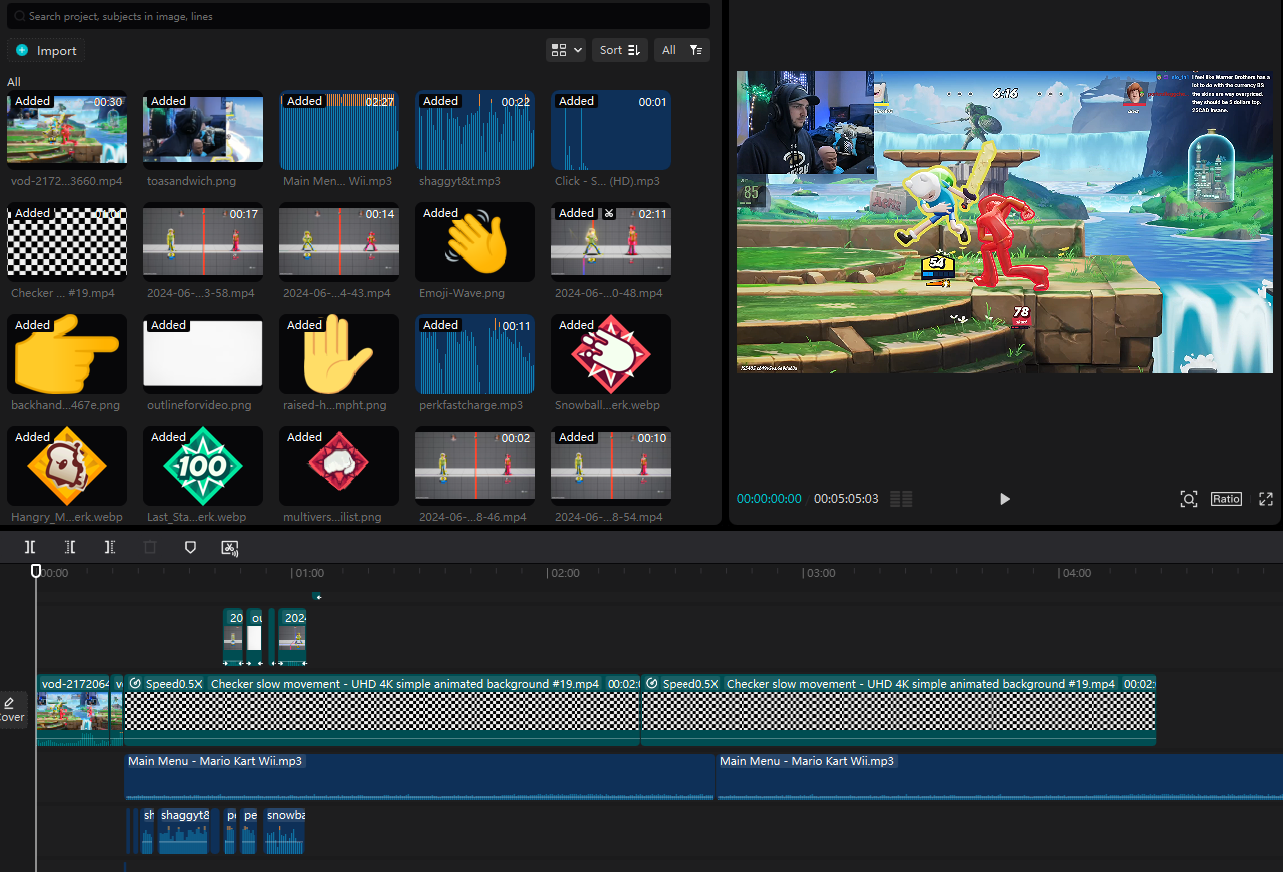 Search project, subjects in image, lines
Import
Sort
All
All
Added 00:30
vod-2172...3660.mp4
Added
toasandwich.png
Added 02:27
Main Men... Wii.mp3
Added 00:22
shaggyt&t.mp3
Added 00:01
Click - S... (HD).mp3
Added
Checker ... #19.mp4
Added 00:17
2024-06-...3-58.mp4
Added 00:14
2024-06-...4-43.mp4
Added
Emoji-Wave.png
Added 02:11
2024-06-...0-48.mp4
Added
backhand...467e.png
Added
outlineforvideo.png
Added
raised-h...mpht.png
Added 00:11
perkfastcharge.mp3
Added
Snowball...erk.webp
Added
Hangry_M...erk.webp
Added
100
Last_Sta...erk.webp
Added
multivers...ilist.png
00:02
2024-06-...8-46.mp4
Added 00:10
2024-06-...8-54.mp4
I feel like Warner Brothers has a
lot to do with the currency BS
the skins are way overpriced,
they should be 5 dollars top.
25CAD insane.
6:16
85
54
78
00:00:00:00 / 00:05:05:03
Ratio
00:00 01:00 02:00 03:00 04:00
20 ou 2024
vod-2172064 v Speed0.5X Checker slow movement - UHD 4K simple animated background #19.mp4 00:02: Speed0.5X Checker slow movement - UHD 4K simple animated background #19.mp4 00:02:
Cover
Main Menu - Mario Kart Wii.mp3 Main Menu - Mario Kart Wii.mp3
sh shaggyt& pe pe snowba